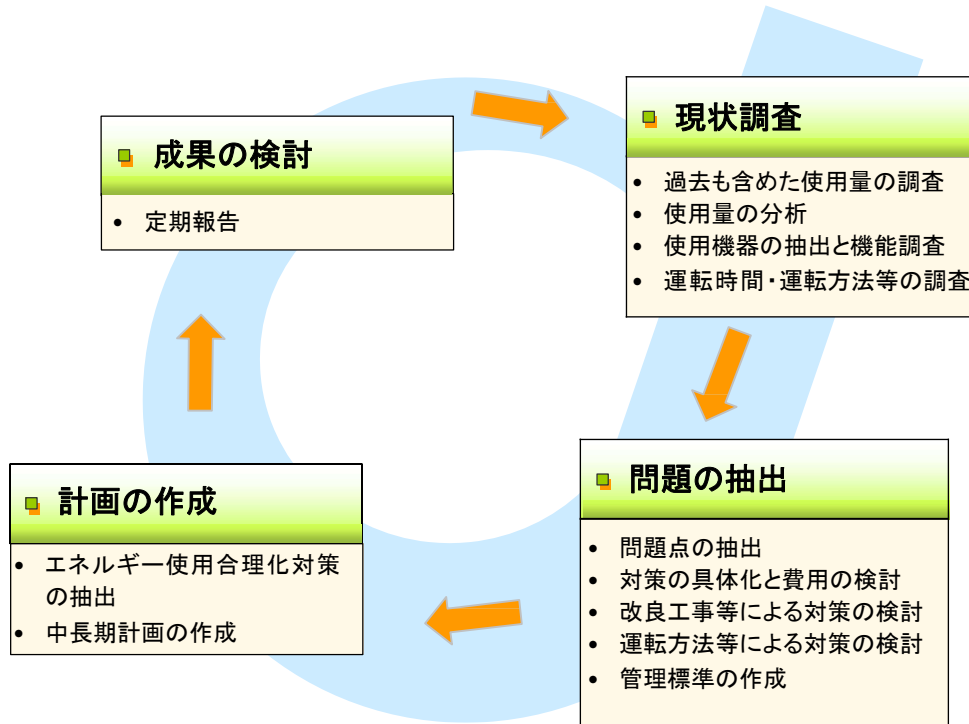 現状調査
• 過去も含めた使用量の調査
• 使用量の分析
• 使用機器の抽出と機能調査
• 運転時間・運転方法等の調査
問題の抽出
• 問題点の抽出
• 対策の具体化と費用の検討
• 改良工事等による対策の検討
• 運転方法等による対策の検討
• 管理標準の作成
計画の作成
• エネルギー使用合理化対策
の抽出
• 中長期計画の作成
成果の検討
• 定期報告